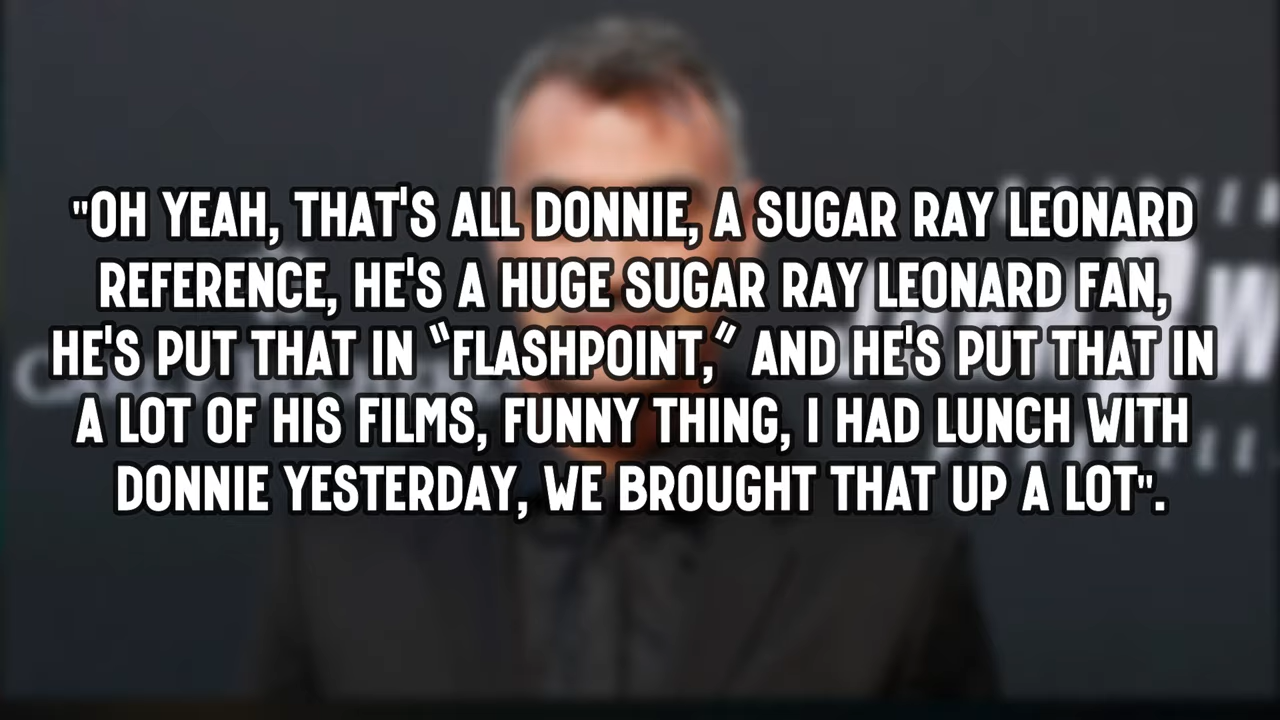 "OH YEAH, THAT'S ALL DONNIE, A SUGAR RAY LEONARD
REFERENCE, HE'S A HUGE SUGAR RAY LEONARD FAN,
HE'S PUT THAT IN “FLASHPOINT,” AND HE'S PUT THAT IN
A LOT OF HIS FILMS, FUNNY THING, I HAD LUNCH WITH
DONNIE YESTERDAY, WE BROUGHT THAT UP A LOT".